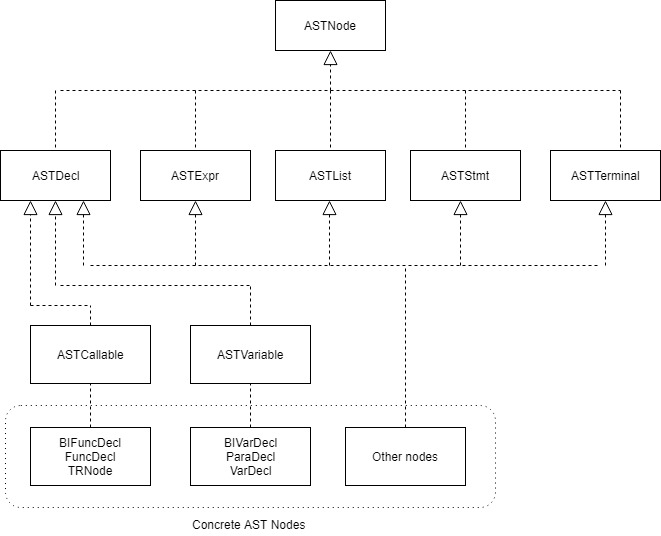 ASTNode
ASTDecl
ASTExpr
ASTList
ASTStmt
ASTTerminal
ASTCallable
ASTVariable
BIFuncDecl
FuncDecl
TRNode
BIVarDecl
ParaDecl
VarDecl
Other nodes
Concrete AST Nodes